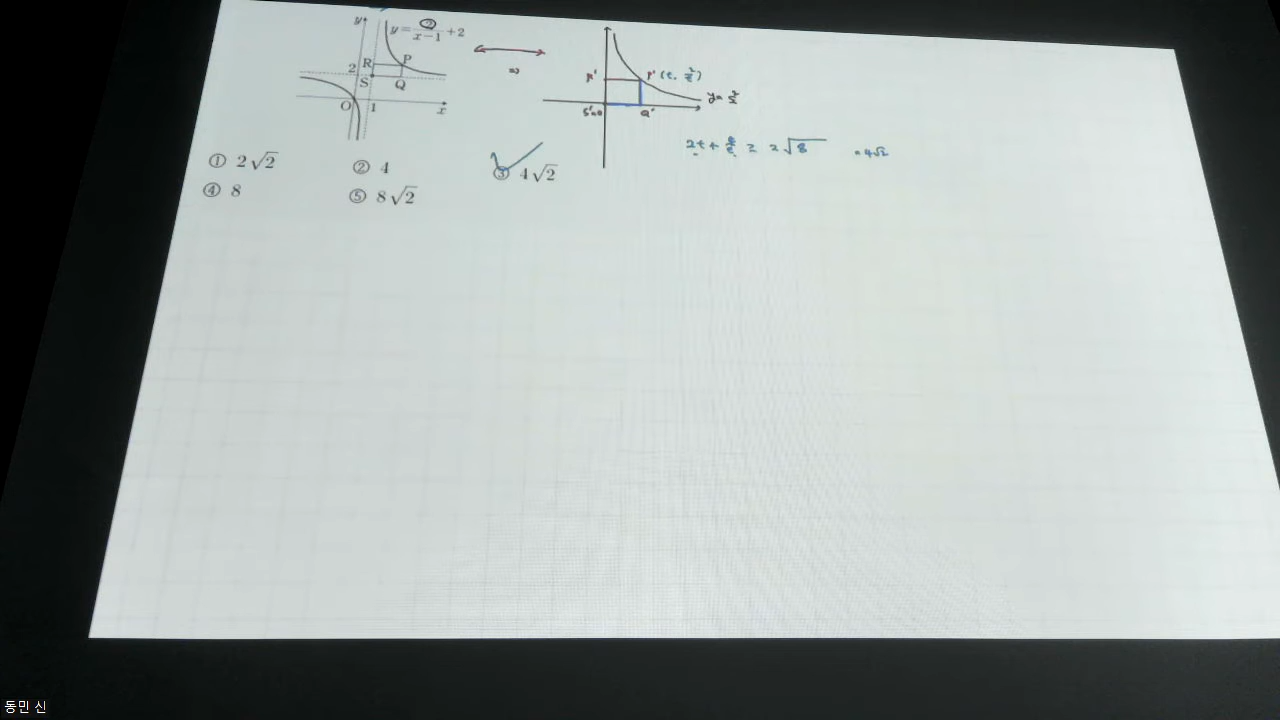 y
y = 2/(x-1) + 2
R P
2
S Q
O 1 x
P' (t, 2/t)
y = 2/x
Q'
2t + 4/t ≥ 2√8 = 4√2
① 2√2 ② 4 ③ 4√2
④ 8 ⑤ 8√2
동민 신